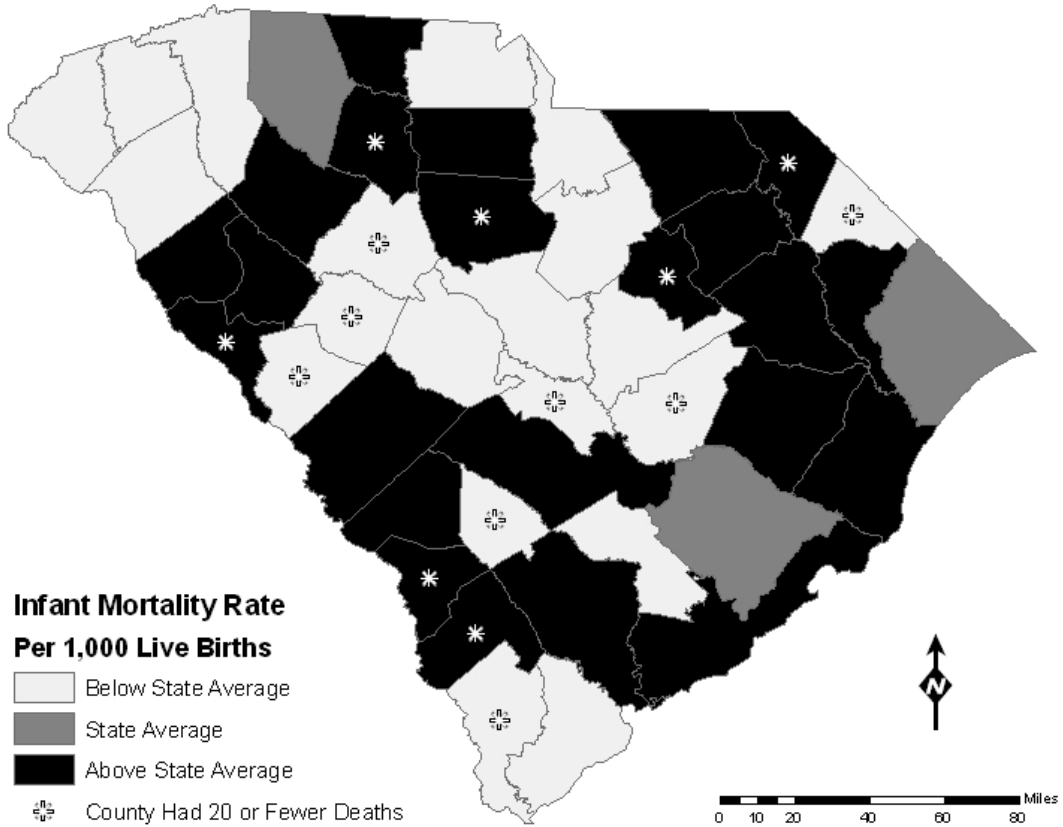 Infant Mortality Rate
Per 1,000 Live Births
Below State Average
State Average
Above State Average
County Had 20 or Fewer Deaths
N
Miles
0 10 20 40 60 80